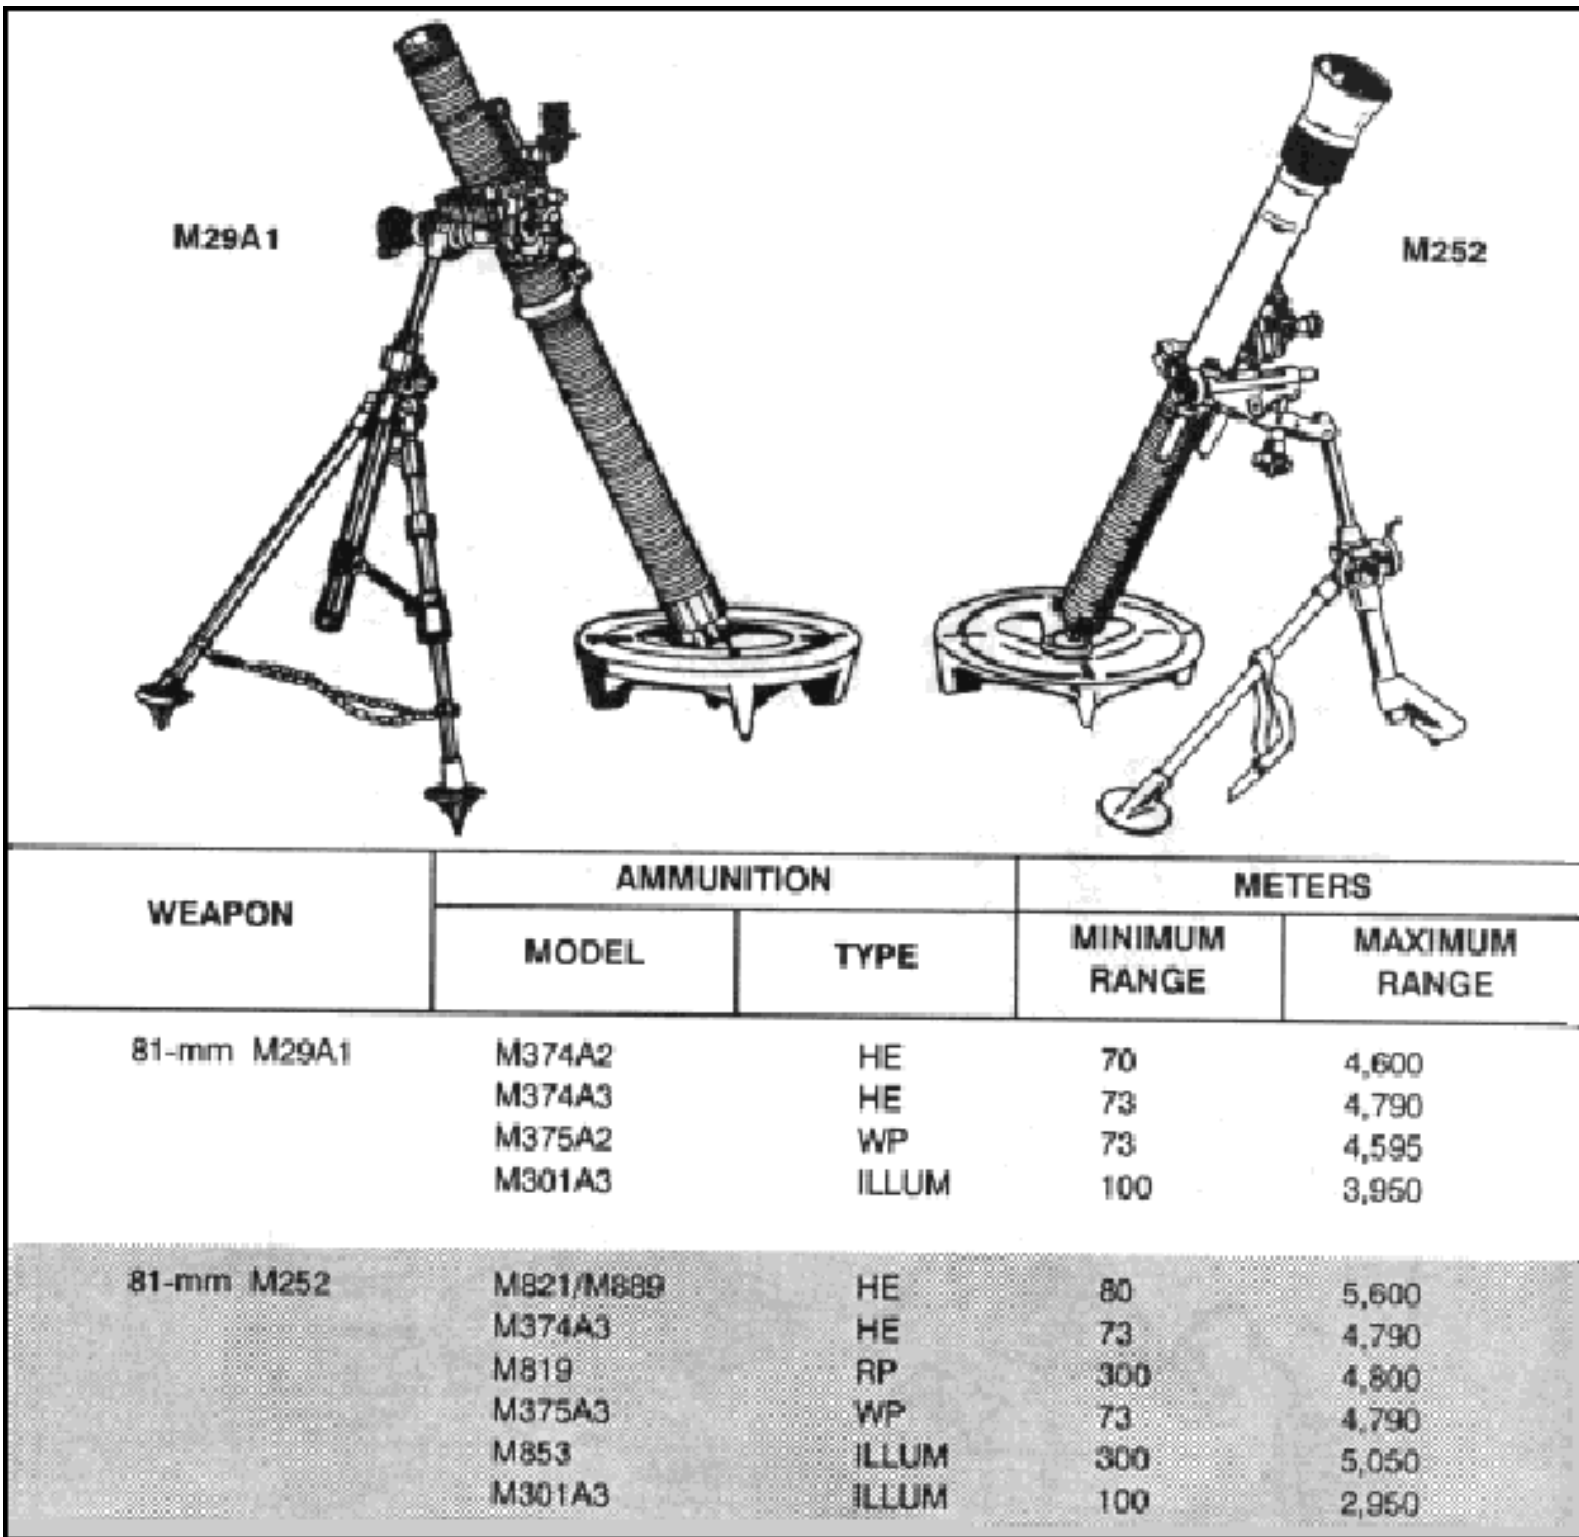 M29A1
M252
WEAPON AMMUNITION METERS
MODEL TYPE MINIMUM RANGE MAXIMUM RANGE
81-mm M29A1 M374A2 HE 70 4,600
M374A3 HE 73 4,790
M375A2 WP 73 4,595
M301A3 ILLUM 100 3,950
81-mm M252 M821/M889 HE 80 5,600
M374A3 HE 73 4,790
M819 RP 300 4,800
M375A3 WP 73 4,790
M853 ILLUM 300 5,050
M301A3 ILLUM 100 2,950